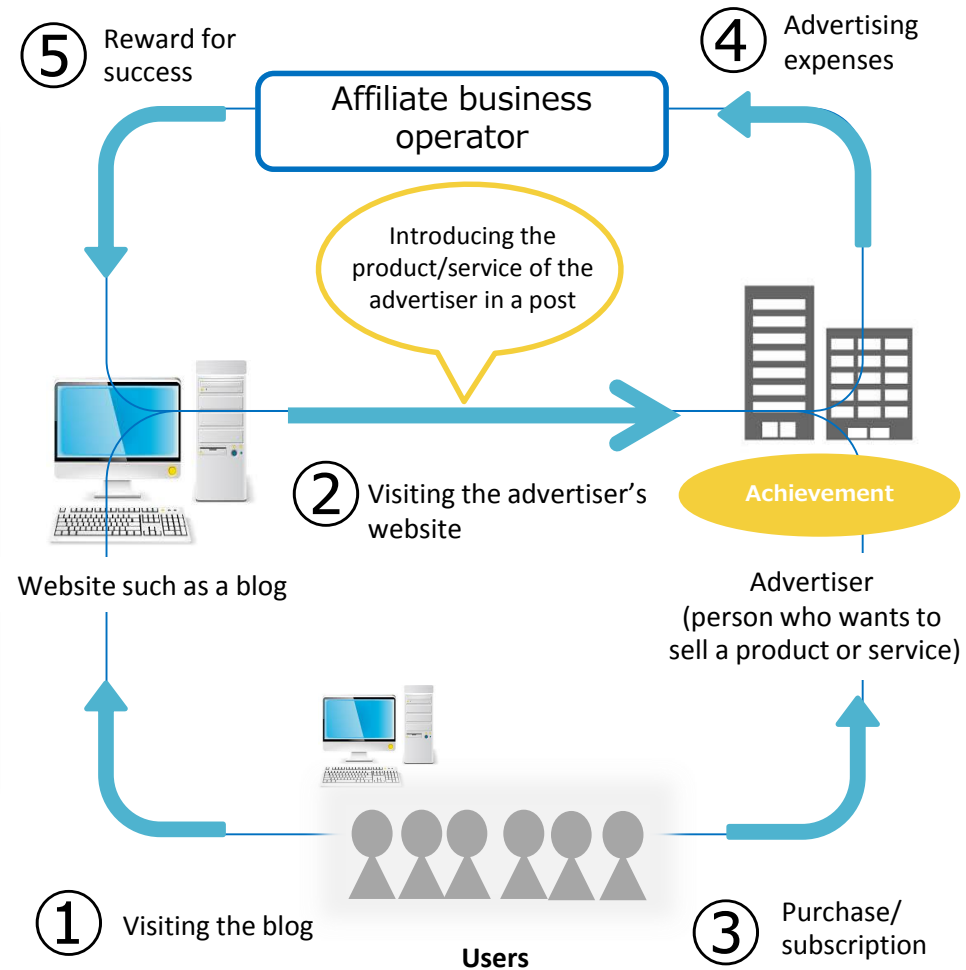 ⑤
Reward for
success
④
Advertising
expenses
Affiliate business
operator
Introducing the
product/service of the
advertiser in a post
②
Visiting the advertiser’s
website
Achievement
Website such as a blog
Advertiser
(person who wants to
sell a product or service)
①
Visiting the blog
Users
③
Purchase/
subscription